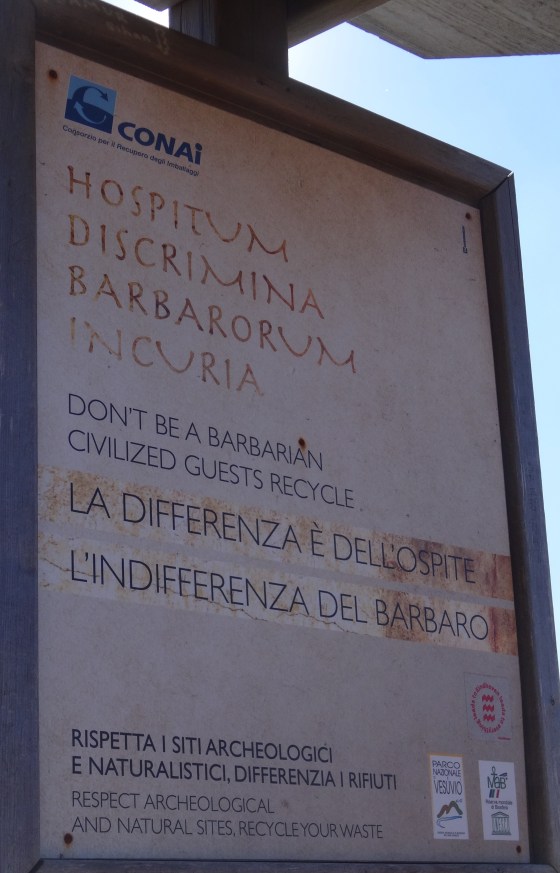 CONAI
Consorzio per il Recupero degli Imballaggi
HOSPITUM
DISCRIMINA
BARBARORUM
INCURIA
DON'T BE A BARBARIAN
CIVILIZED GUESTS RECYCLE
LA DIFFERENZA È DELL'OSPITE
L'INDIFFERENZA DEL BARBARO
RISPETTA I SITI ARCHEOLOGICI
E NATURALISTICI, DIFFERENZIA I RIFIUTI
RESPECT ARCHEOLOGICAL
AND NATURAL SITES, RECYCLE YOUR WASTE
PARCO
NAZIONALE
VESUVIO
MaB
UNESCO